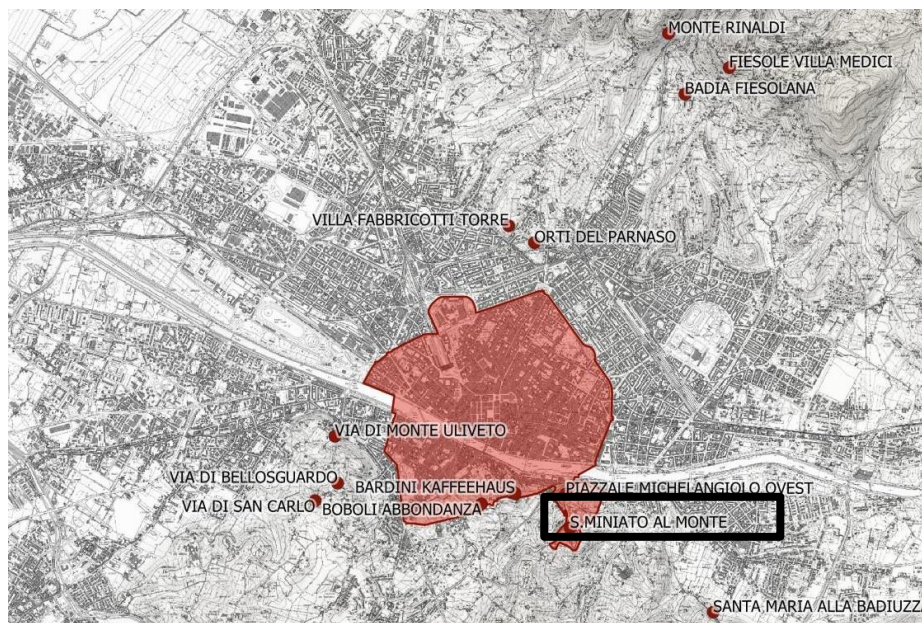 MONTE RINALDI
FIESOLE VILLA MEDICI
BADIA FIESOLANA
VILLA FABBRICOTTI TORRE
ORTI DEL PARNASO
VIA DI MONTE ULIVETO
VIA DI BELLOSGUARDO
BARDINI KAFFEEHAUS
PIAZZALE MICHELANGIOLO OVEST
VIA DI SAN CARLO
BOBOLI ABBONDANZA
S.MINIATO AL MONTE
SANTA MARIA ALLA BADIUZZ